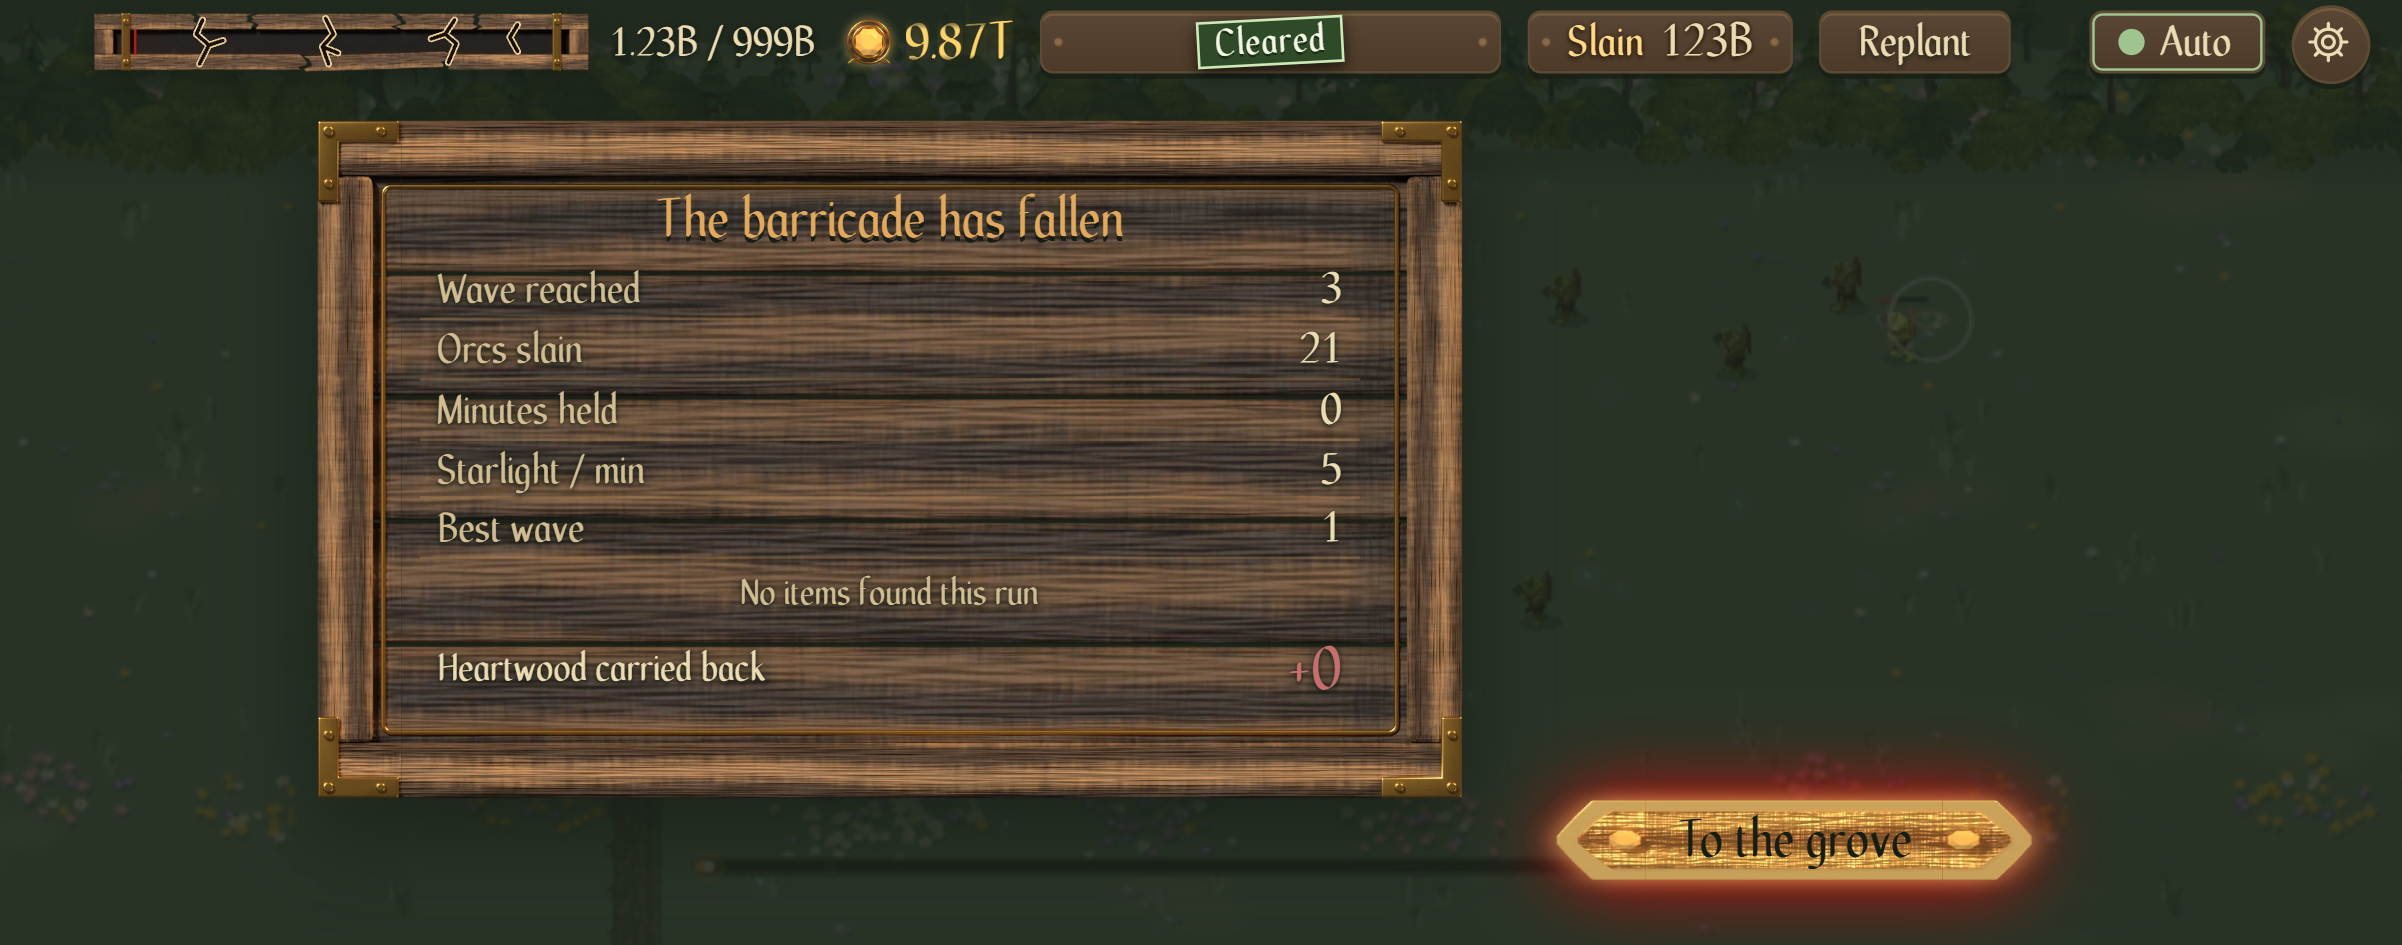 1.23B / 999B 9.87T Cleared Slain 123B Replant Auto
The barricade has fallen
Wave reached 3
Orcs slain 21
Minutes held 0
Starlight / min 5
Best wave 1
No items found this run
Heartwood carried back +0
To the grove